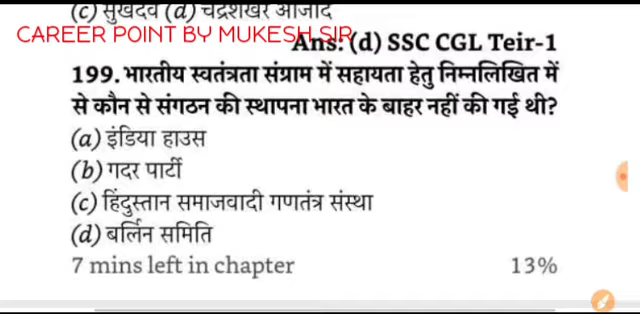 (c) सुखदेव (d) चंद्रशेखर आजाद
CAREER POINT BY MUKESH SIR
Ans: (d) SSC CGL Teir-1
199. भारतीय स्वतंत्रता संग्राम में सहायता हेतु निम्नलिखित में
से कौन से संगठन की स्थापना भारत के बाहर नहीं की गई थी?
(a) इंडिया हाउस
(b) गदर पार्टी
(c) हिंदुस्तान समाजवादी गणतंत्र संस्था
(d) बर्लिन समिति
7 mins left in chapter 13%